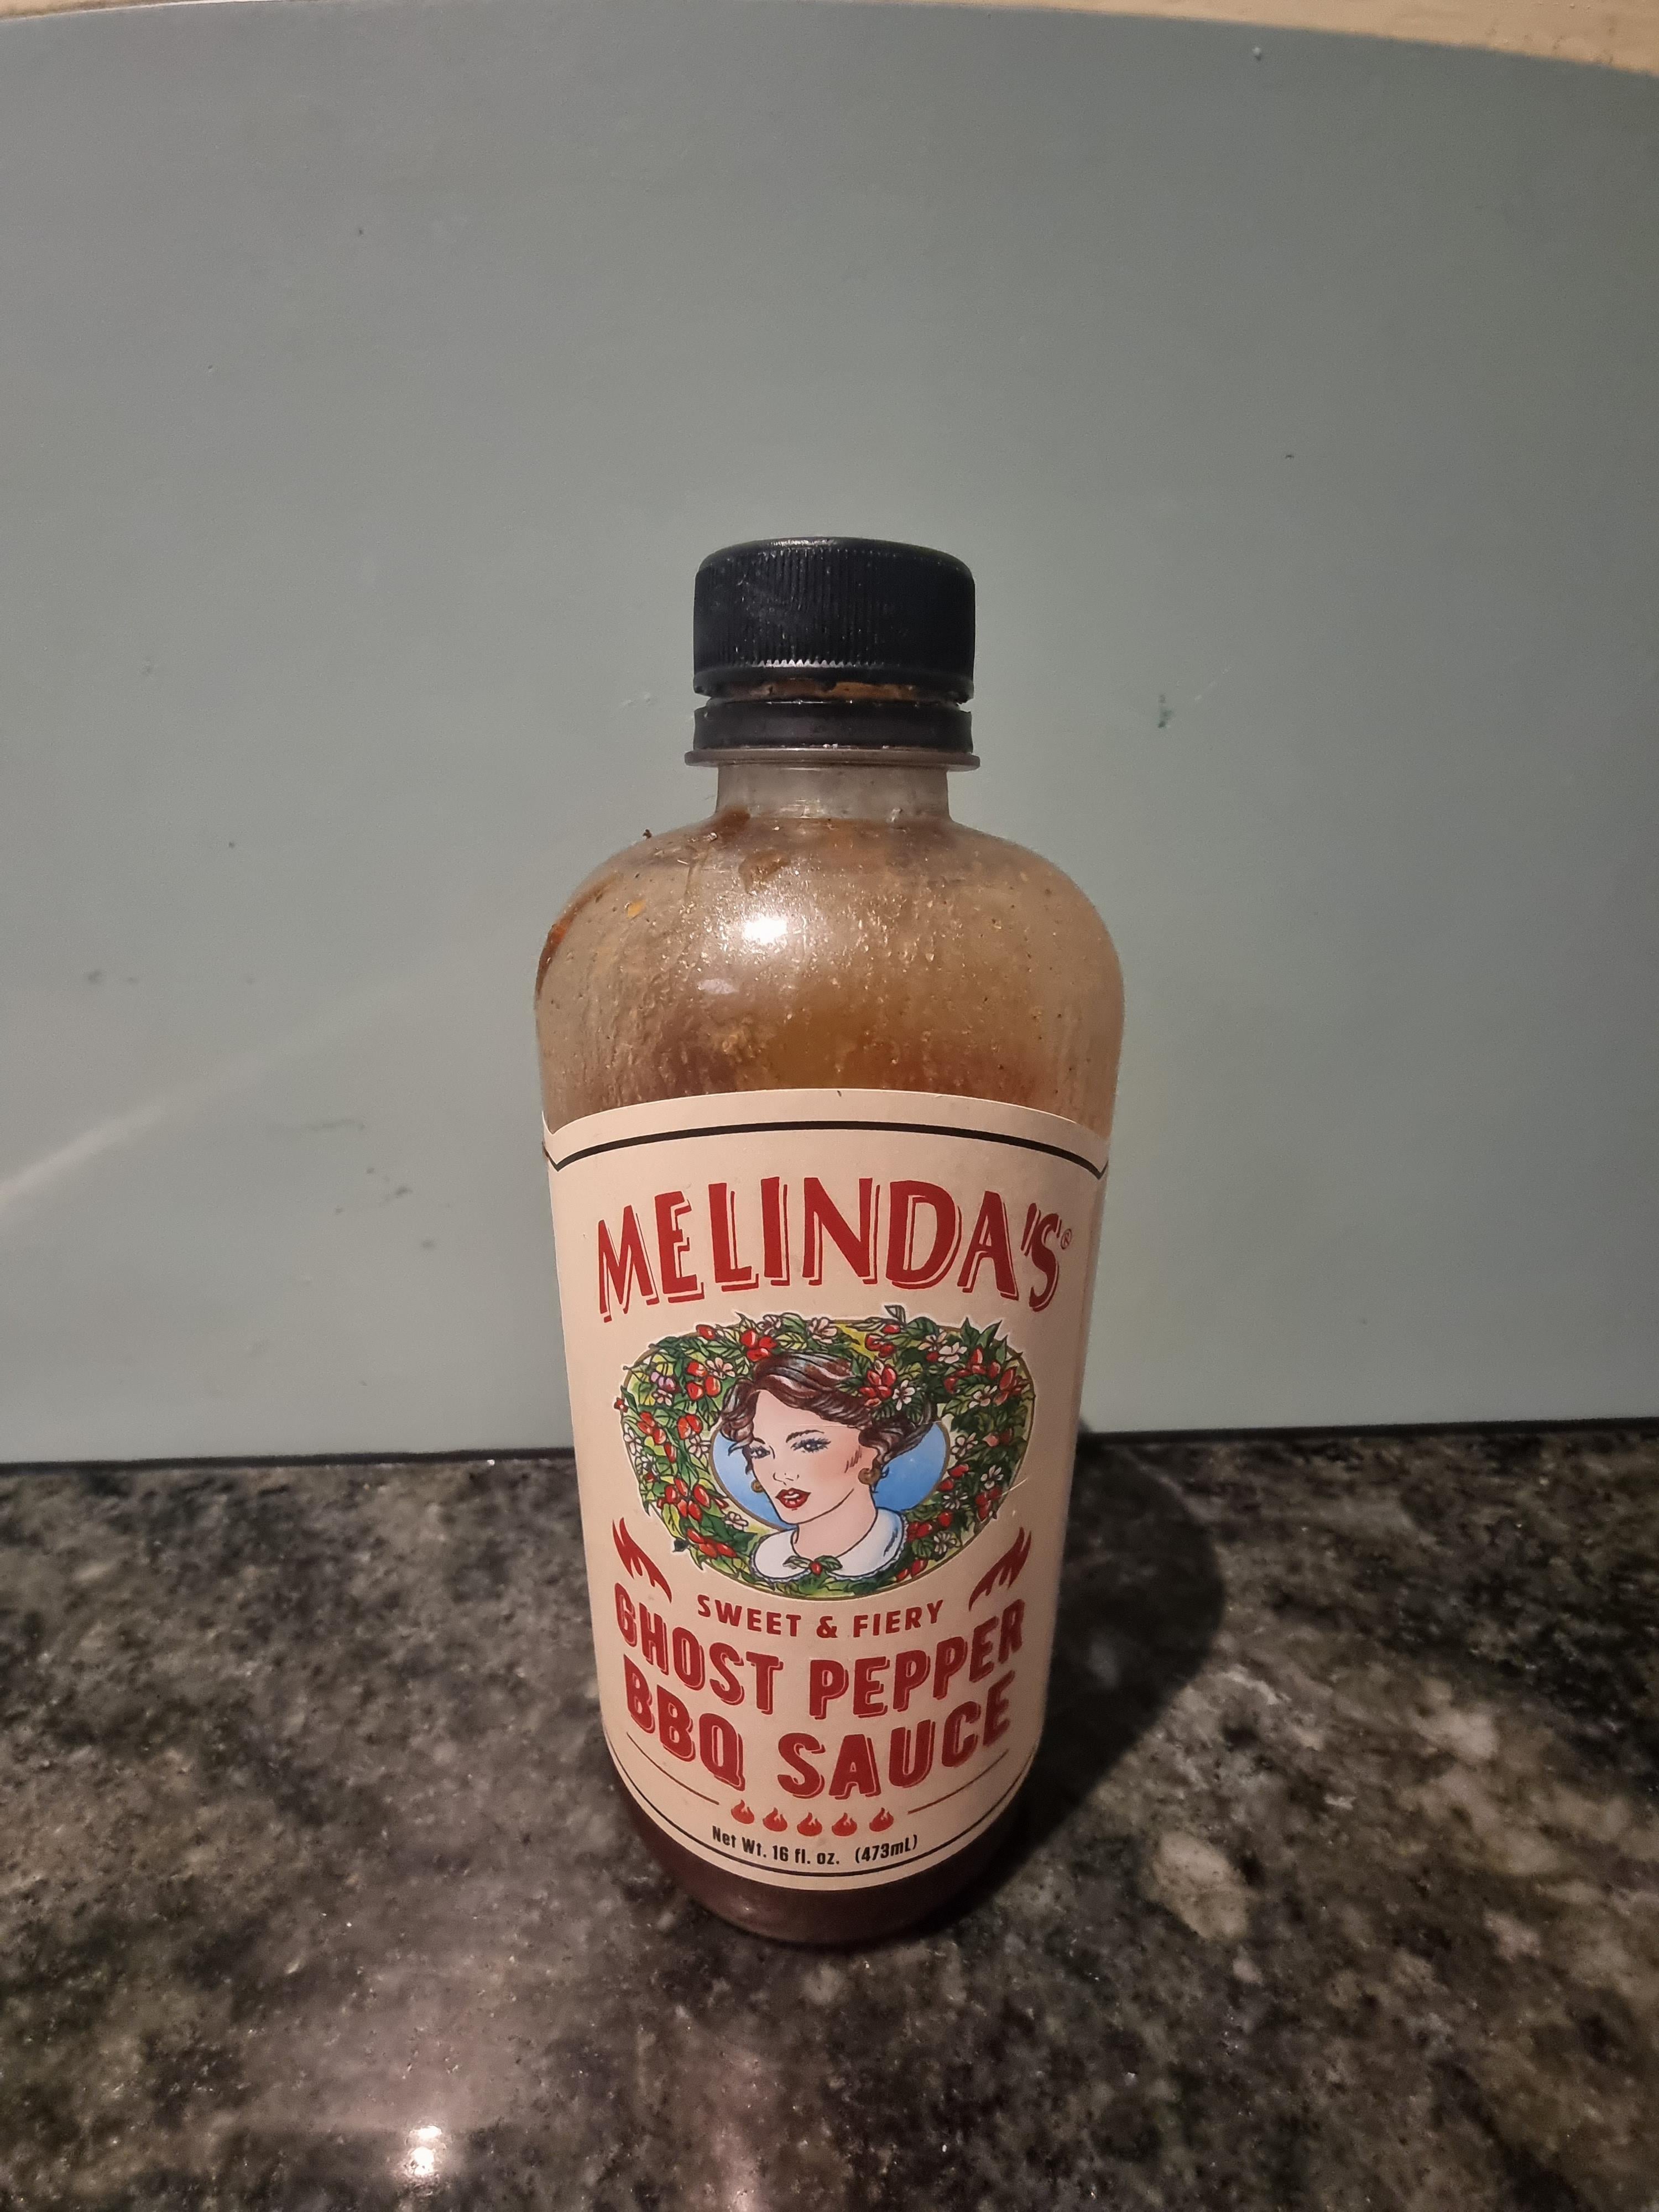 MELINDA'S®
SWEET & FIERY
GHOST PEPPER
BBQ SAUCE
Net Wt. 16 fl. oz. (473mL)